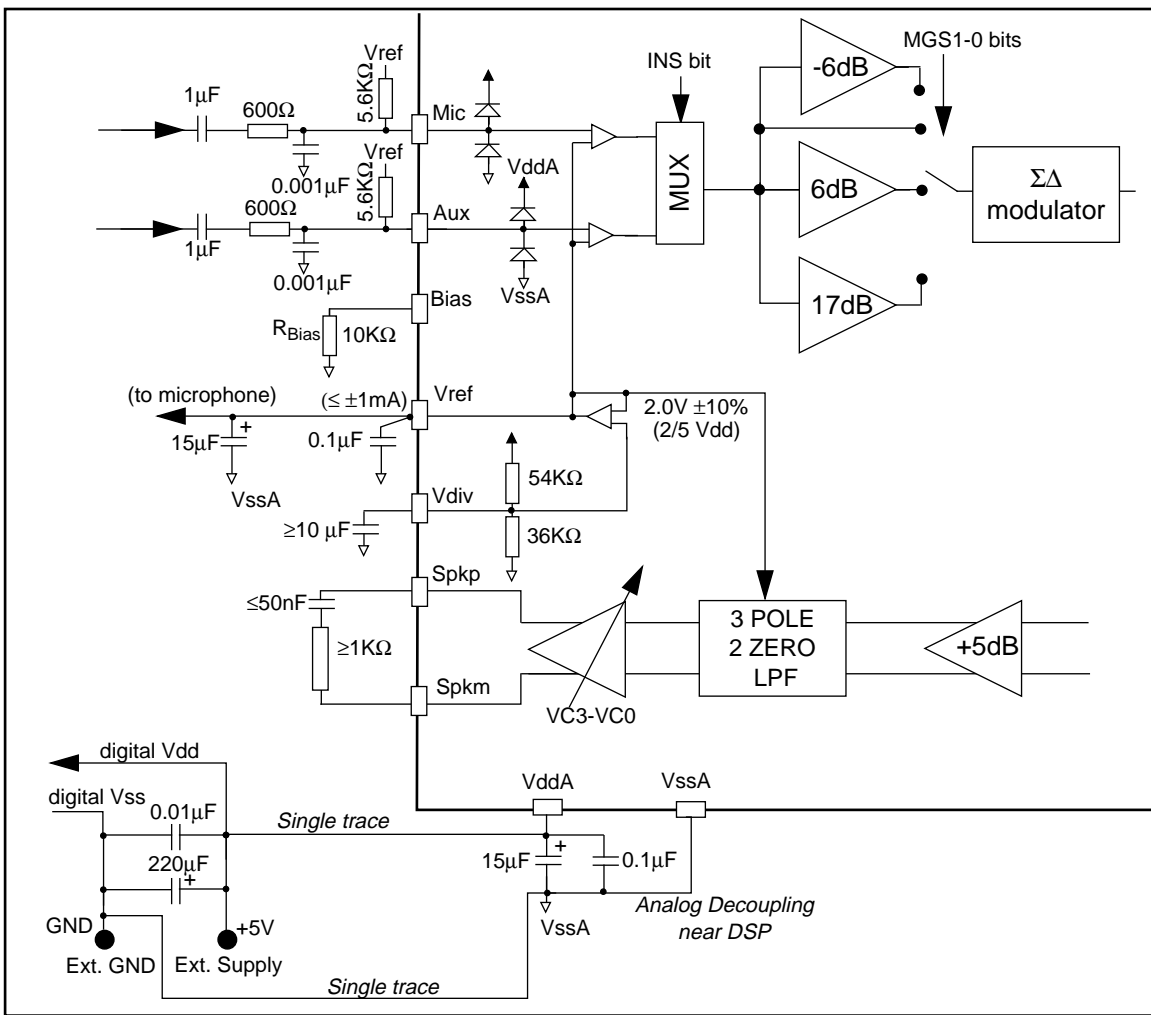 Vref
1μF
600Ω
5.6KΩ
Mic
0.001μF
INS bit
MUX
-6dB
MGS1-0 bits
6dB
17dB
ΣΔ
modulator
Vref
600Ω
5.6KΩ
Aux
1μF
0.001μF
VddA
VssA
Bias
RBias
10KΩ
(to microphone)
(≤ ±1mA)
Vref
15μF
+
0.1μF
VssA
2.0V ±10%
(2/5 Vdd)
54KΩ
Vdiv
36KΩ
≥10 μF
Spkp
≤50nF
≥1KΩ
Spkm
VC3-VC0
3 POLE
2 ZERO
LPF
+5dB
digital Vdd
digital Vss
0.01μF
220μF
+
Single trace
VddA
VssA
15μF
+
0.1μF
VssA
Analog Decoupling
near DSP
GND
+5V
Ext. GND
Ext. Supply
Single trace